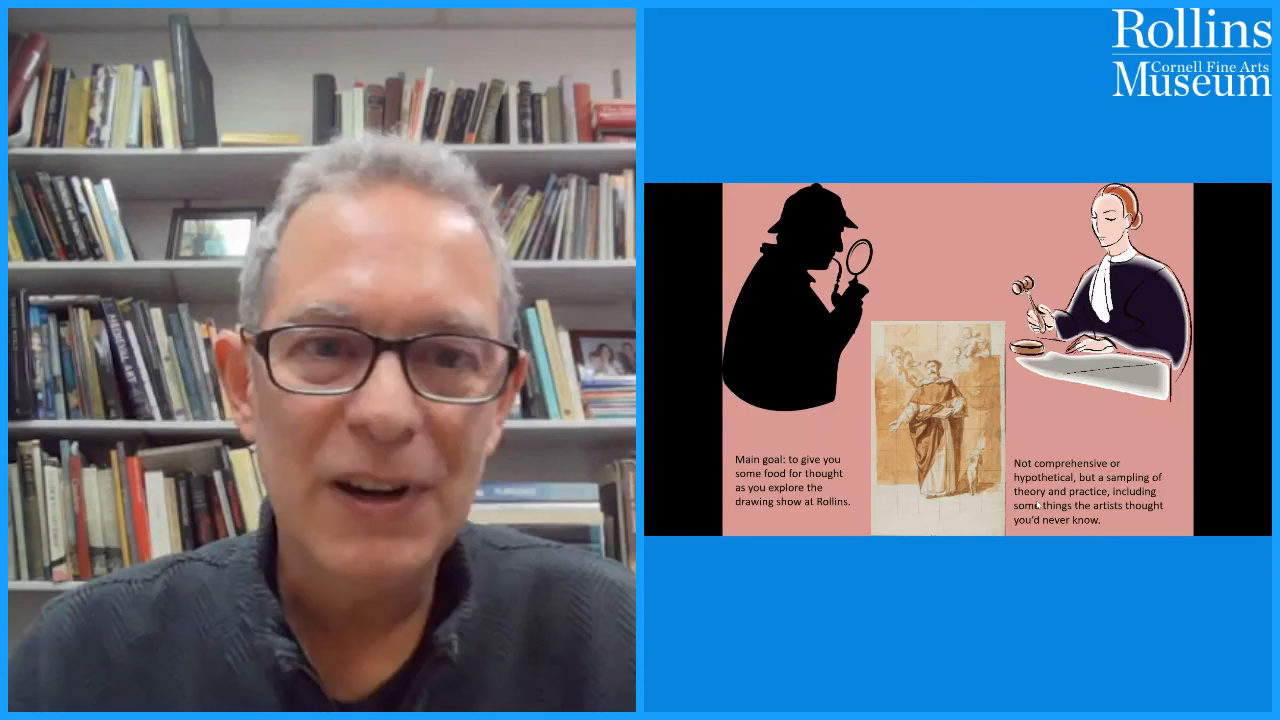 MEDIEVAL ART
Rollins
Cornell Fine Arts
Museum
Main goal: to give you
some food for thought
as you explore the
drawing show at Rollins.
Not comprehensive or
hypothetical, but a sampling of
theory and practice, including
some things the artists thought
you'd never know.